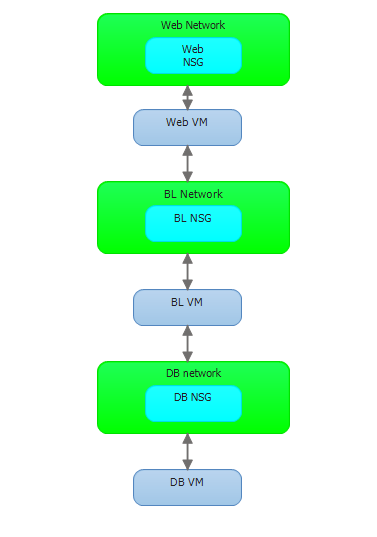 Web Network
Web
NSG
Web VM
BL Network
BL NSG
BL VM
DB network
DB NSG
DB VM